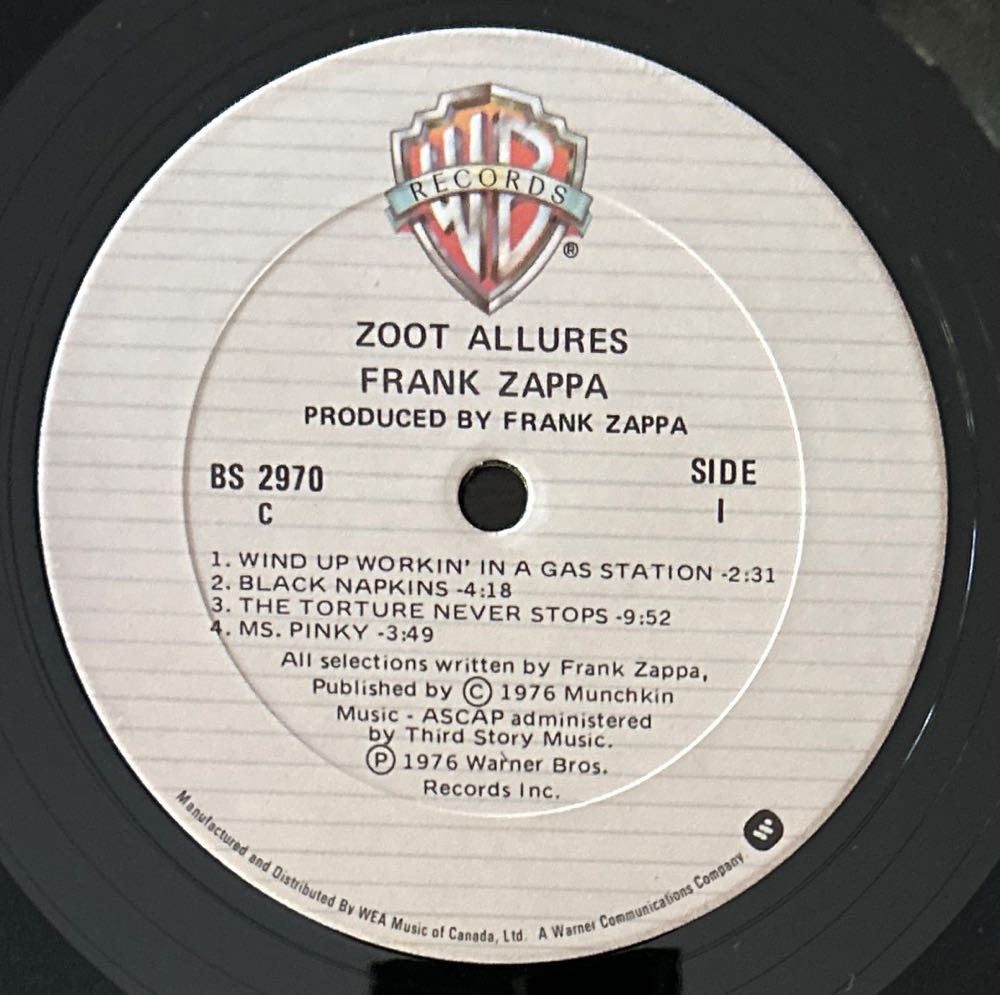 WB
RECORDS
®
ZOOT ALLURES
FRANK ZAPPA
PRODUCED BY FRANK ZAPPA
BS 2970
C
SIDE
I
1. WIND UP WORKIN' IN A GAS STATION -2:31
2. BLACK NAPKINS -4:18
3. THE TORTURE NEVER STOPS -9:52
4. MS. PINKY -3:49
All selections written by Frank Zappa,
Published by Ⓒ 1976 Munchkin
Music - ASCAP administered
by Third Story Music.
Ⓟ 1976 Warner Bros.
Records Inc.
Manufactured and Distributed By WEA Music of Canada, Ltd. A Warner Communications Company